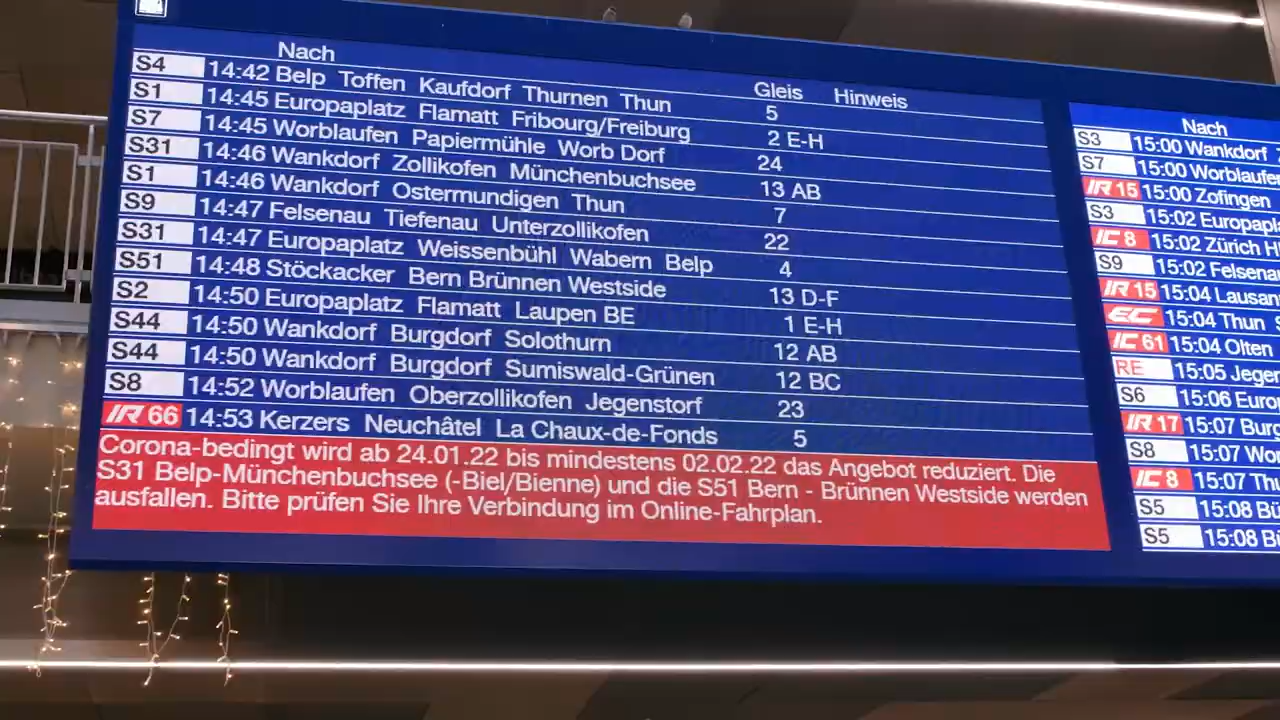 Nach Gleis Hinweis
S4 14:42 Belp Toffen Kaufdorf Thurnen Thun 5
S1 14:45 Europaplatz Flamatt Fribourg/Freiburg 2 E-H
S7 14:45 Worblaufen Papiermühle Worb Dorf 24
S31 14:46 Wankdorf Zollikofen Münchenbuchsee 13 AB
S1 14:46 Wankdorf Ostermundigen Thun 7
S9 14:47 Felsenau Tiefenau Unterzollikofen 22
S31 14:47 Europaplatz Weissenbühl Wabern Belp 4
S51 14:48 Stöckacker Bern Brünnen Westside 13 D-F
S2 14:50 Europaplatz Flamatt Laupen BE 1 E-H
S44 14:50 Wankdorf Burgdorf Solothurn 12 AB
S44 14:50 Wankdorf Burgdorf Sumiswald-Grünen 12 BC
S8 14:52 Worblaufen Oberzollikofen Jegenstorf 23
IR 66 14:53 Kerzers Neuchâtel La Chaux-de-Fonds 5
Corona-bedingt wird ab 24.01.22 bis mindestens 02.02.22 das Angebot reduziert. Die
S31 Belp-Münchenbuchsee (-Biel/Bienne) und die S51 Bern - Brünnen Westside werden
ausfallen. Bitte prüfen Sie Ihre Verbindung im Online-Fahrplan.
Nach
S3 15:00 Wankdorf
S7 15:00 Worblaufe
IR 15 15:00 Zofingen
S3 15:02 Europapl
IC 8 15:02 Zürich H
S9 15:02 Felsena
IR 15 15:04 Lausan
EC 15:04 Thun
IC 61 15:04 Olten
RE 15:05 Jeger
S6 15:06 Euro
IR 17 15:07 Burg
S8 15:07 Wo
IC 8 15:07 Thu
S5 15:08 Bü
S5 15:08 Bü